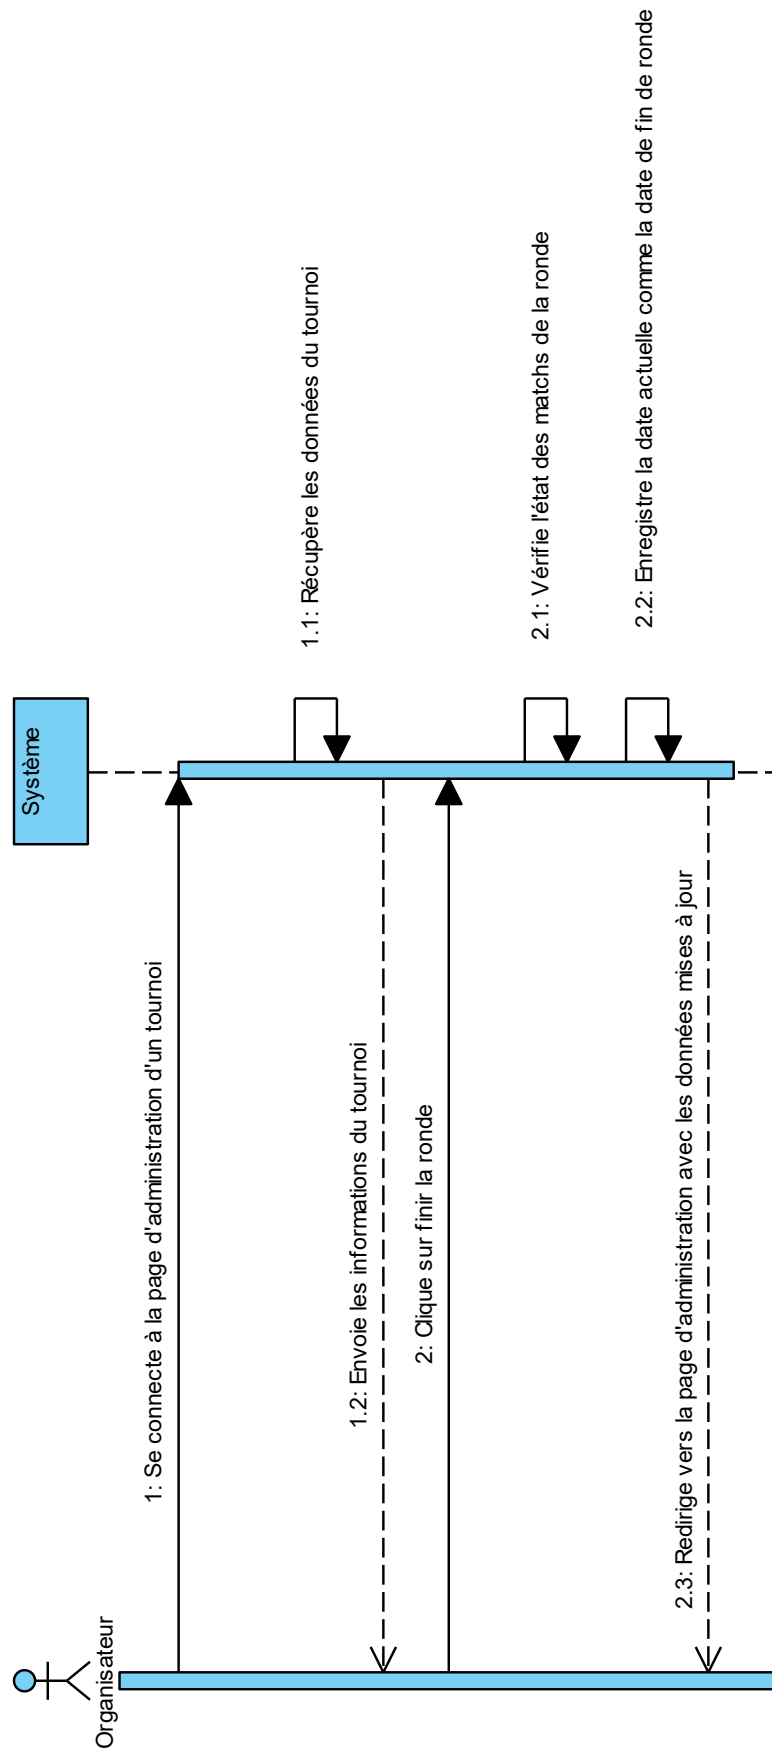 Organisateur
Système
1: Se connecte à la page d'administration d'un tournoi
1.1: Récupère les données du tournoi
1.2: Envoie les informations du tournoi
2: Clique sur finir la ronde
2.1: Vérifie l'état des matchs de la ronde
2.2: Enregistre la date actuelle comme la date de fin de ronde
2.3: Redirige vers la page d'administration avec les données mises à jour